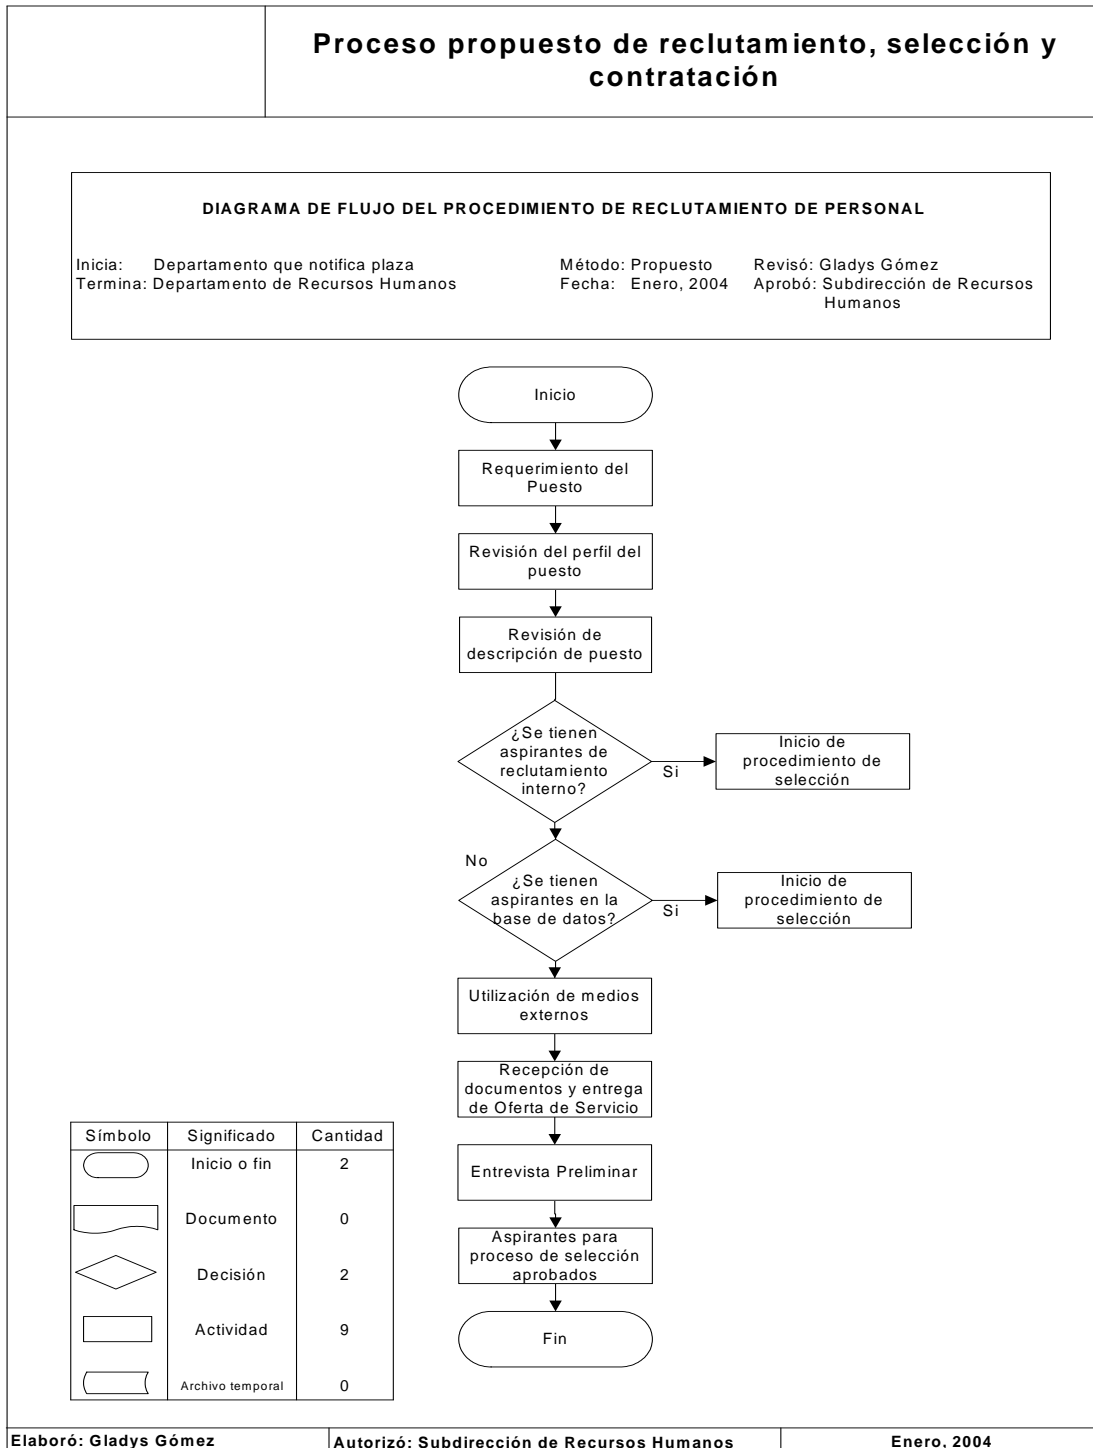 Proceso propuesto de reclutamiento, selección y
contratación
DIAGRAMA DE FLUJO DEL PROCEDIMIENTO DE RECLUTAMIENTO DE PERSONAL
Inicia: Departamento que notifica plaza
Termina: Departamento de Recursos Humanos
Método: Propuesto
Fecha: Enero, 2004
Revisó: Gladys Gómez
Aprobó: Subdirección de Recursos
Humanos
Inicio
Requerimiento del
Puesto
Revisión del perfil del
puesto
Revisión de
descripción de puesto
¿Se tienen
aspirantes de
reclutamiento
interno?
Si
Inicio de
procedimiento de
selección
No
¿Se tienen
aspirantes en la
base de datos?
Si
Inicio de
procedimiento de
selección
Utilización de medios
externos
Recepción de
documentos y entrega
de Oferta de Servicio
Entrevista Preliminar
Aspirantes para
proceso de selección
aprobados
Fin
Símbolo Significado Cantidad
Inicio o fin 2
Documento 0
Decisión 2
Actividad 9
Archivo temporal 0
Elaboró: Gladys Gómez Autorizó: Subdirección de Recursos Humanos Enero, 2004